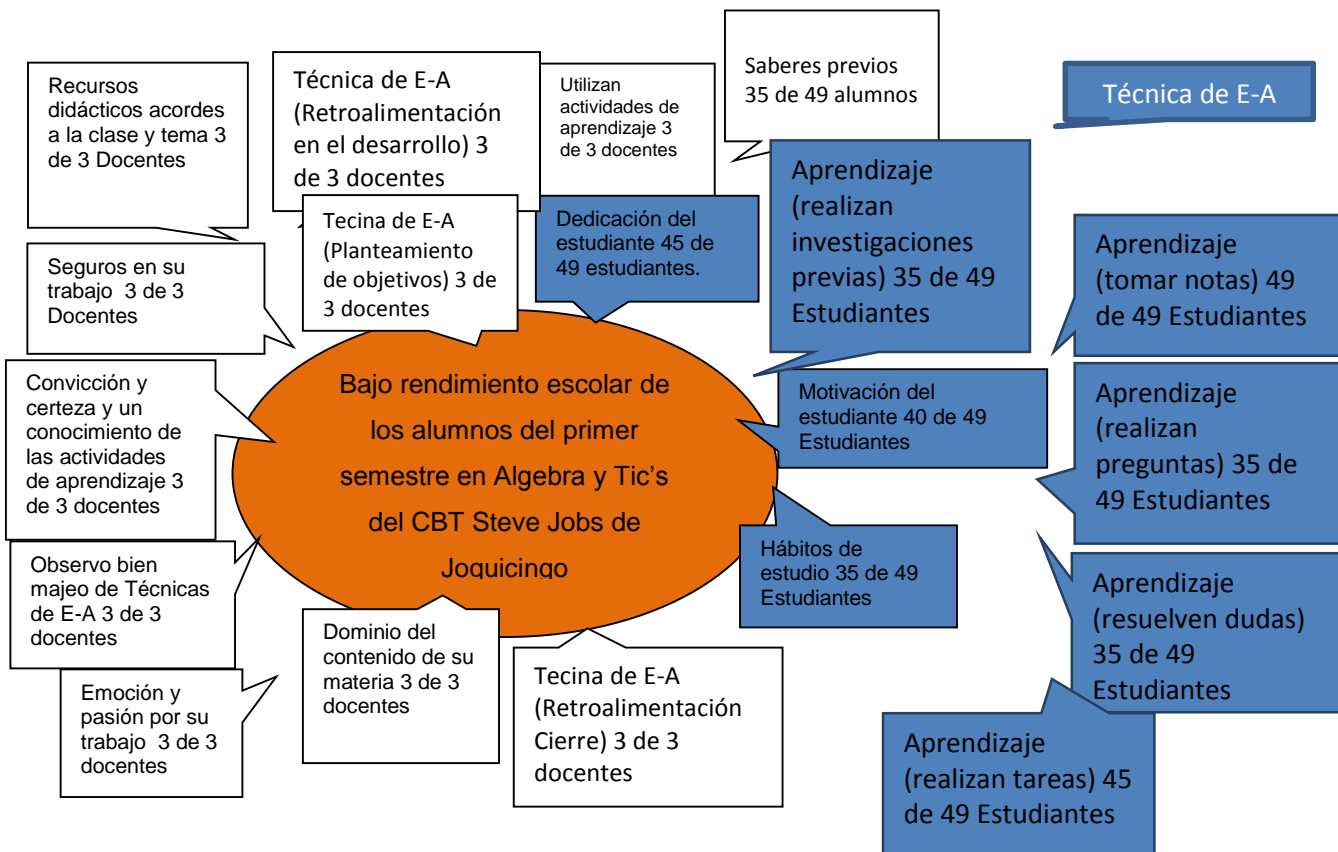 Recursos
didácticos acordes
a la clase y tema 3
de 3 Docentes
Técnica de E-A
(Retroalimentación
en el desarrollo) 3
de 3 docentes
Utilizan
actividades de
aprendizaje 3
de 3 docentes
Saberes previos
35 de 49 alumnos
Técnica de E-A
Seguros en su
trabajo  3 de 3
Docentes
Tecina de E-A
(Planteamiento
de objetivos) 3 de
3 docentes
Dedicación del
estudiante 45 de
49 estudiantes.
Aprendizaje
(realizan
investigaciones
previas) 35 de 49
Estudiantes
Aprendizaje
(tomar notas) 49
de 49 Estudiantes
Convicción y
certeza y un
conocimiento de
las actividades
de aprendizaje 3
de 3 docentes
Bajo rendimiento escolar de
los alumnos del primer
semestre en Algebra y Tic's
del CBT Steve Jobs de
Joquicingo
Motivación del
estudiante 40 de 49
Estudiantes
Aprendizaje
(realizan
preguntas) 35 de
49 Estudiantes
Observo bien
majeo de Técnicas
de E-A 3 de 3
docentes
Hábitos de
estudio 35 de 49
Estudiantes
Aprendizaje
(resuelven dudas)
35 de 49
Estudiantes
Emoción y
pasión por su
trabajo  3 de 3
docentes
Dominio del
contenido de su
materia 3 de 3
docentes
Tecina de E-A
(Retroalimentación
Cierre) 3 de 3
docentes
Aprendizaje
(realizan tareas) 45
de 49 Estudiantes